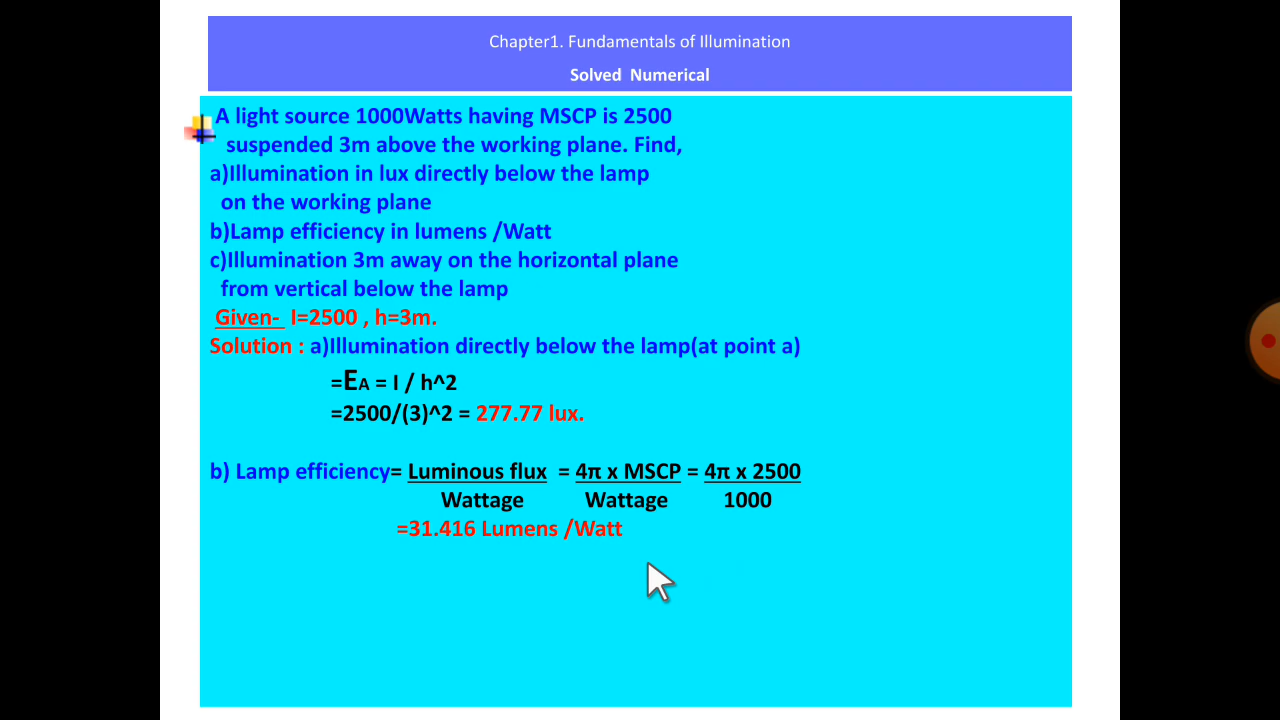 Chapter1. Fundamentals of Illumination
Solved Numerical
A light source 1000Watts having MSCP is 2500
suspended 3m above the working plane. Find,
a)Illumination in lux directly below the lamp
on the working plane
b)Lamp efficiency in lumens /Watt
c)Illumination 3m away on the horizontal plane
from vertical below the lamp
Given- I=2500 , h=3m.
Solution : a)Illumination directly below the lamp(at point a)
=EA = I / h^2
=2500/(3)^2 = 277.77 lux.
b) Lamp efficiency= Luminous flux = 4π x MSCP = 4π x 2500
Wattage Wattage 1000
=31.416 Lumens /Watt